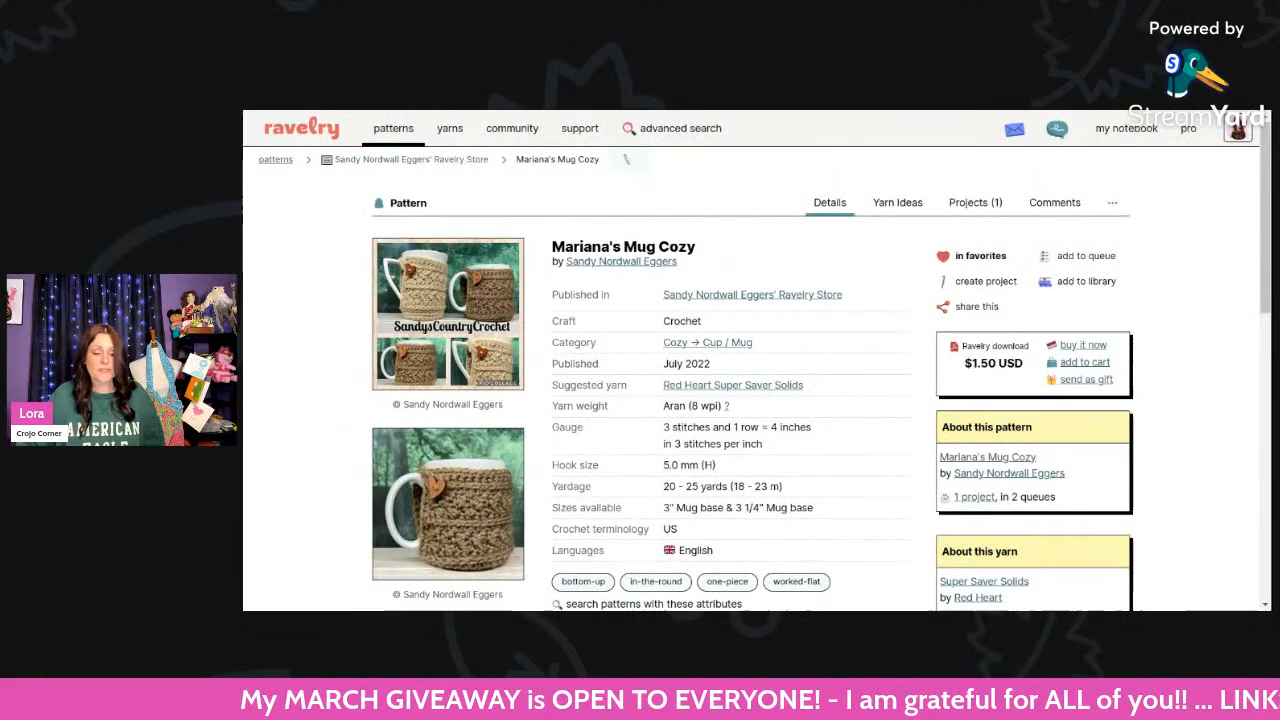 Powered by
StreamYard
ravelry
patterns yarns community support advanced search my notebook pro
patterns Sandy Nordwall Eggers' Ravelry Store Mariana's Mug Cozy
Pattern
Details Yarn Ideas Projects (1) Comments ...
SandysCountryCrochet
© Sandy Nordwall Eggers
© Sandy Nordwall Eggers
Mariana's Mug Cozy
by Sandy Nordwall Eggers
Published in Sandy Nordwall Eggers' Ravelry Store
Craft Crochet
Category Cozy → Cup / Mug
Published July 2022
Suggested yarn Red Heart Super Saver Solids
Yarn weight Aran (8 wpi) ?
Gauge 3 stitches and 1 row = 4 inches
in 3 stitches per inch
Hook size 5.0 mm (H)
Yardage 20 - 25 yards (18 - 23 m)
Sizes available 3" Mug base & 3 1/4" Mug base
Crochet terminology US
Languages English
bottom-up in-the-round one-piece worked-flat
search patterns with these attributes
in favorites add to queue
create project add to library
share this
Ravelry download
$1.50 USD
buy it now
add to cart
send as gift
About this pattern
Mariana's Mug Cozy
by Sandy Nordwall Eggers
1 project, in 2 queues
About this yarn
Super Saver Solids
by Red Heart
Lora
Crojo Corner
AMERICAN
EAGLE
My MARCH GIVEAWAY is OPEN TO EVERYONE! - I am grateful for ALL of you!! ... LINK